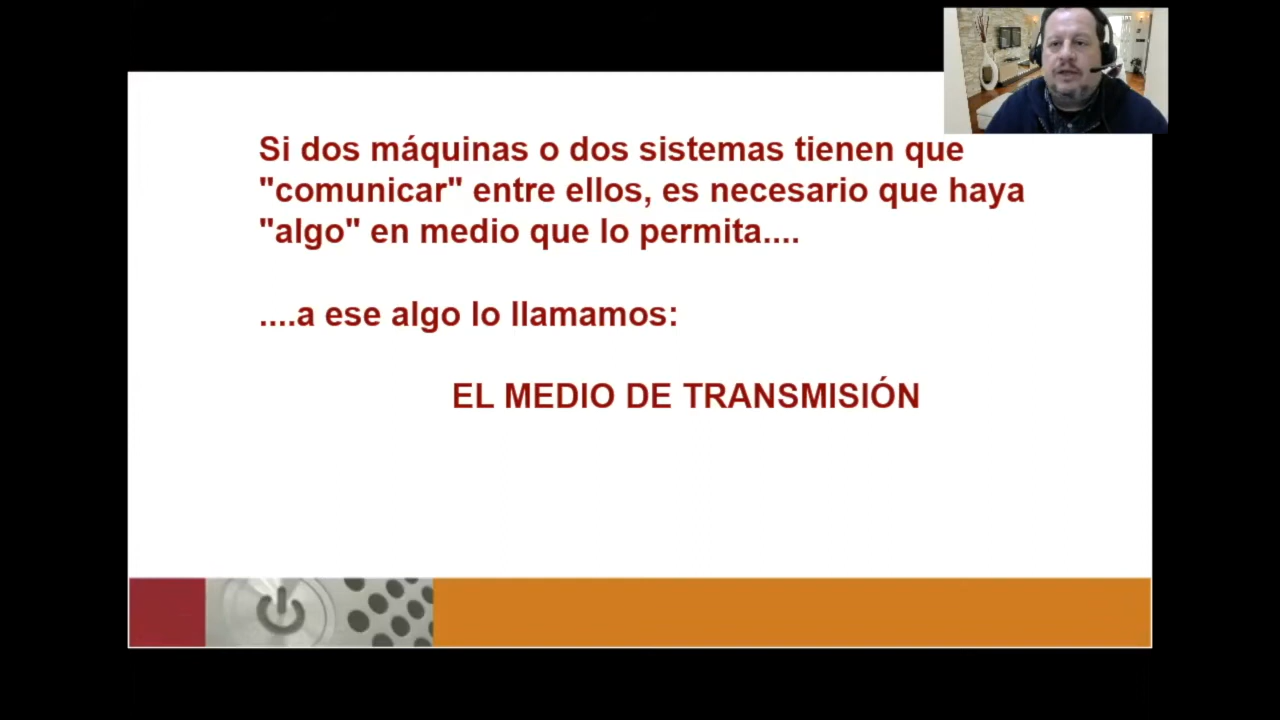 Si dos máquinas o dos sistemas tienen que
"comunicar" entre ellos, es necesario que haya
"algo" en medio que lo permita....
....a ese algo lo llamamos:
EL MEDIO DE TRANSMISIÓN